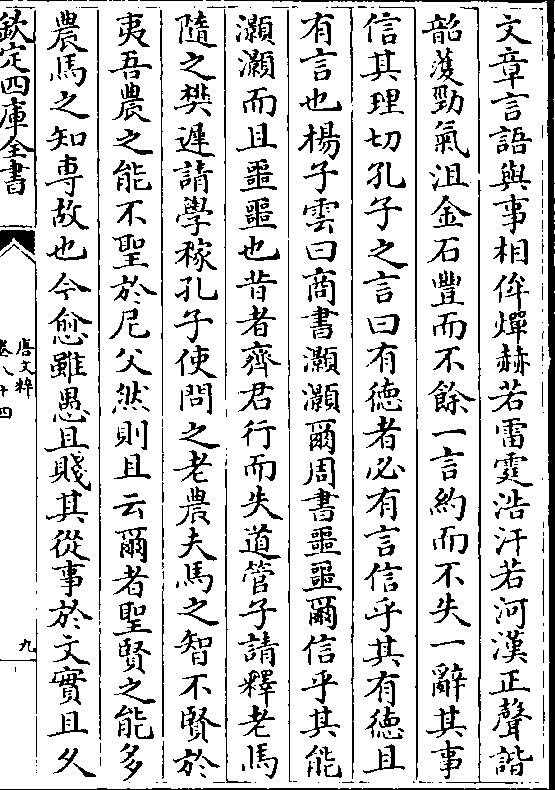 文章言語與事相侔燀赫若雷霆浩汗若河漢正聲諧
韶䕶勁氣沮金石豐而不餘一言約而不失一辭其事
信其理切孔子之言曰有徳者必有言信乎其有徳且
有言也楊子雲曰商書灝灝爾周書噩噩爾信乎其能
灝灝而且噩噩也昔者齊君行而失道管子請釋老馬
隨之樊遲請學稼孔子使問之老農夫馬之智不賢於
夷吾農之能不聖於尼父然則且云爾者聖賢之能多
農馬之知専故也今愈雖愚且賤其從事於文實且久
欽定四庫全書
唐文粹
卷八十四
九